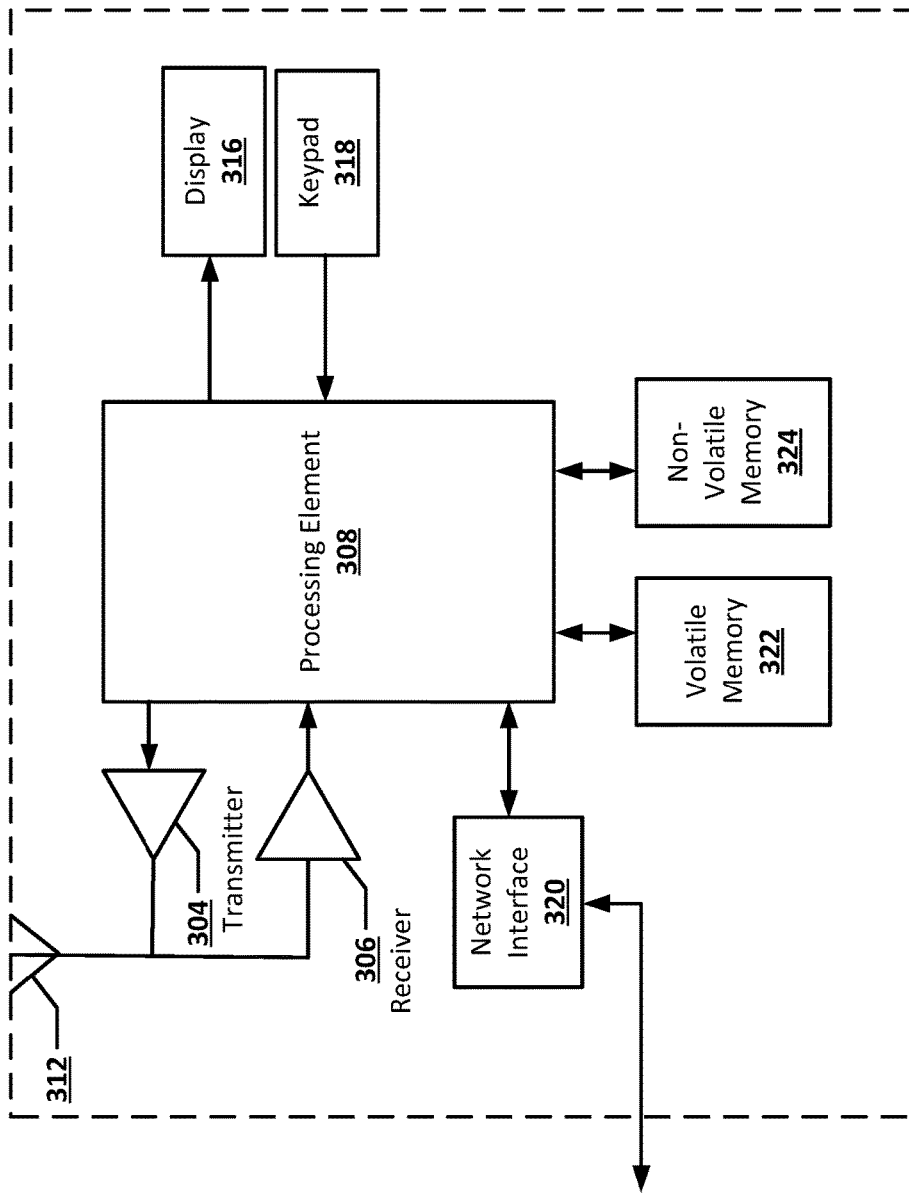 312
304
Transmitter
306
Receiver
Processing Element
308
Display
316
Keypad
318
Network
Interface
320
Volatile
Memory
322
Non-
Volatile
Memory
324